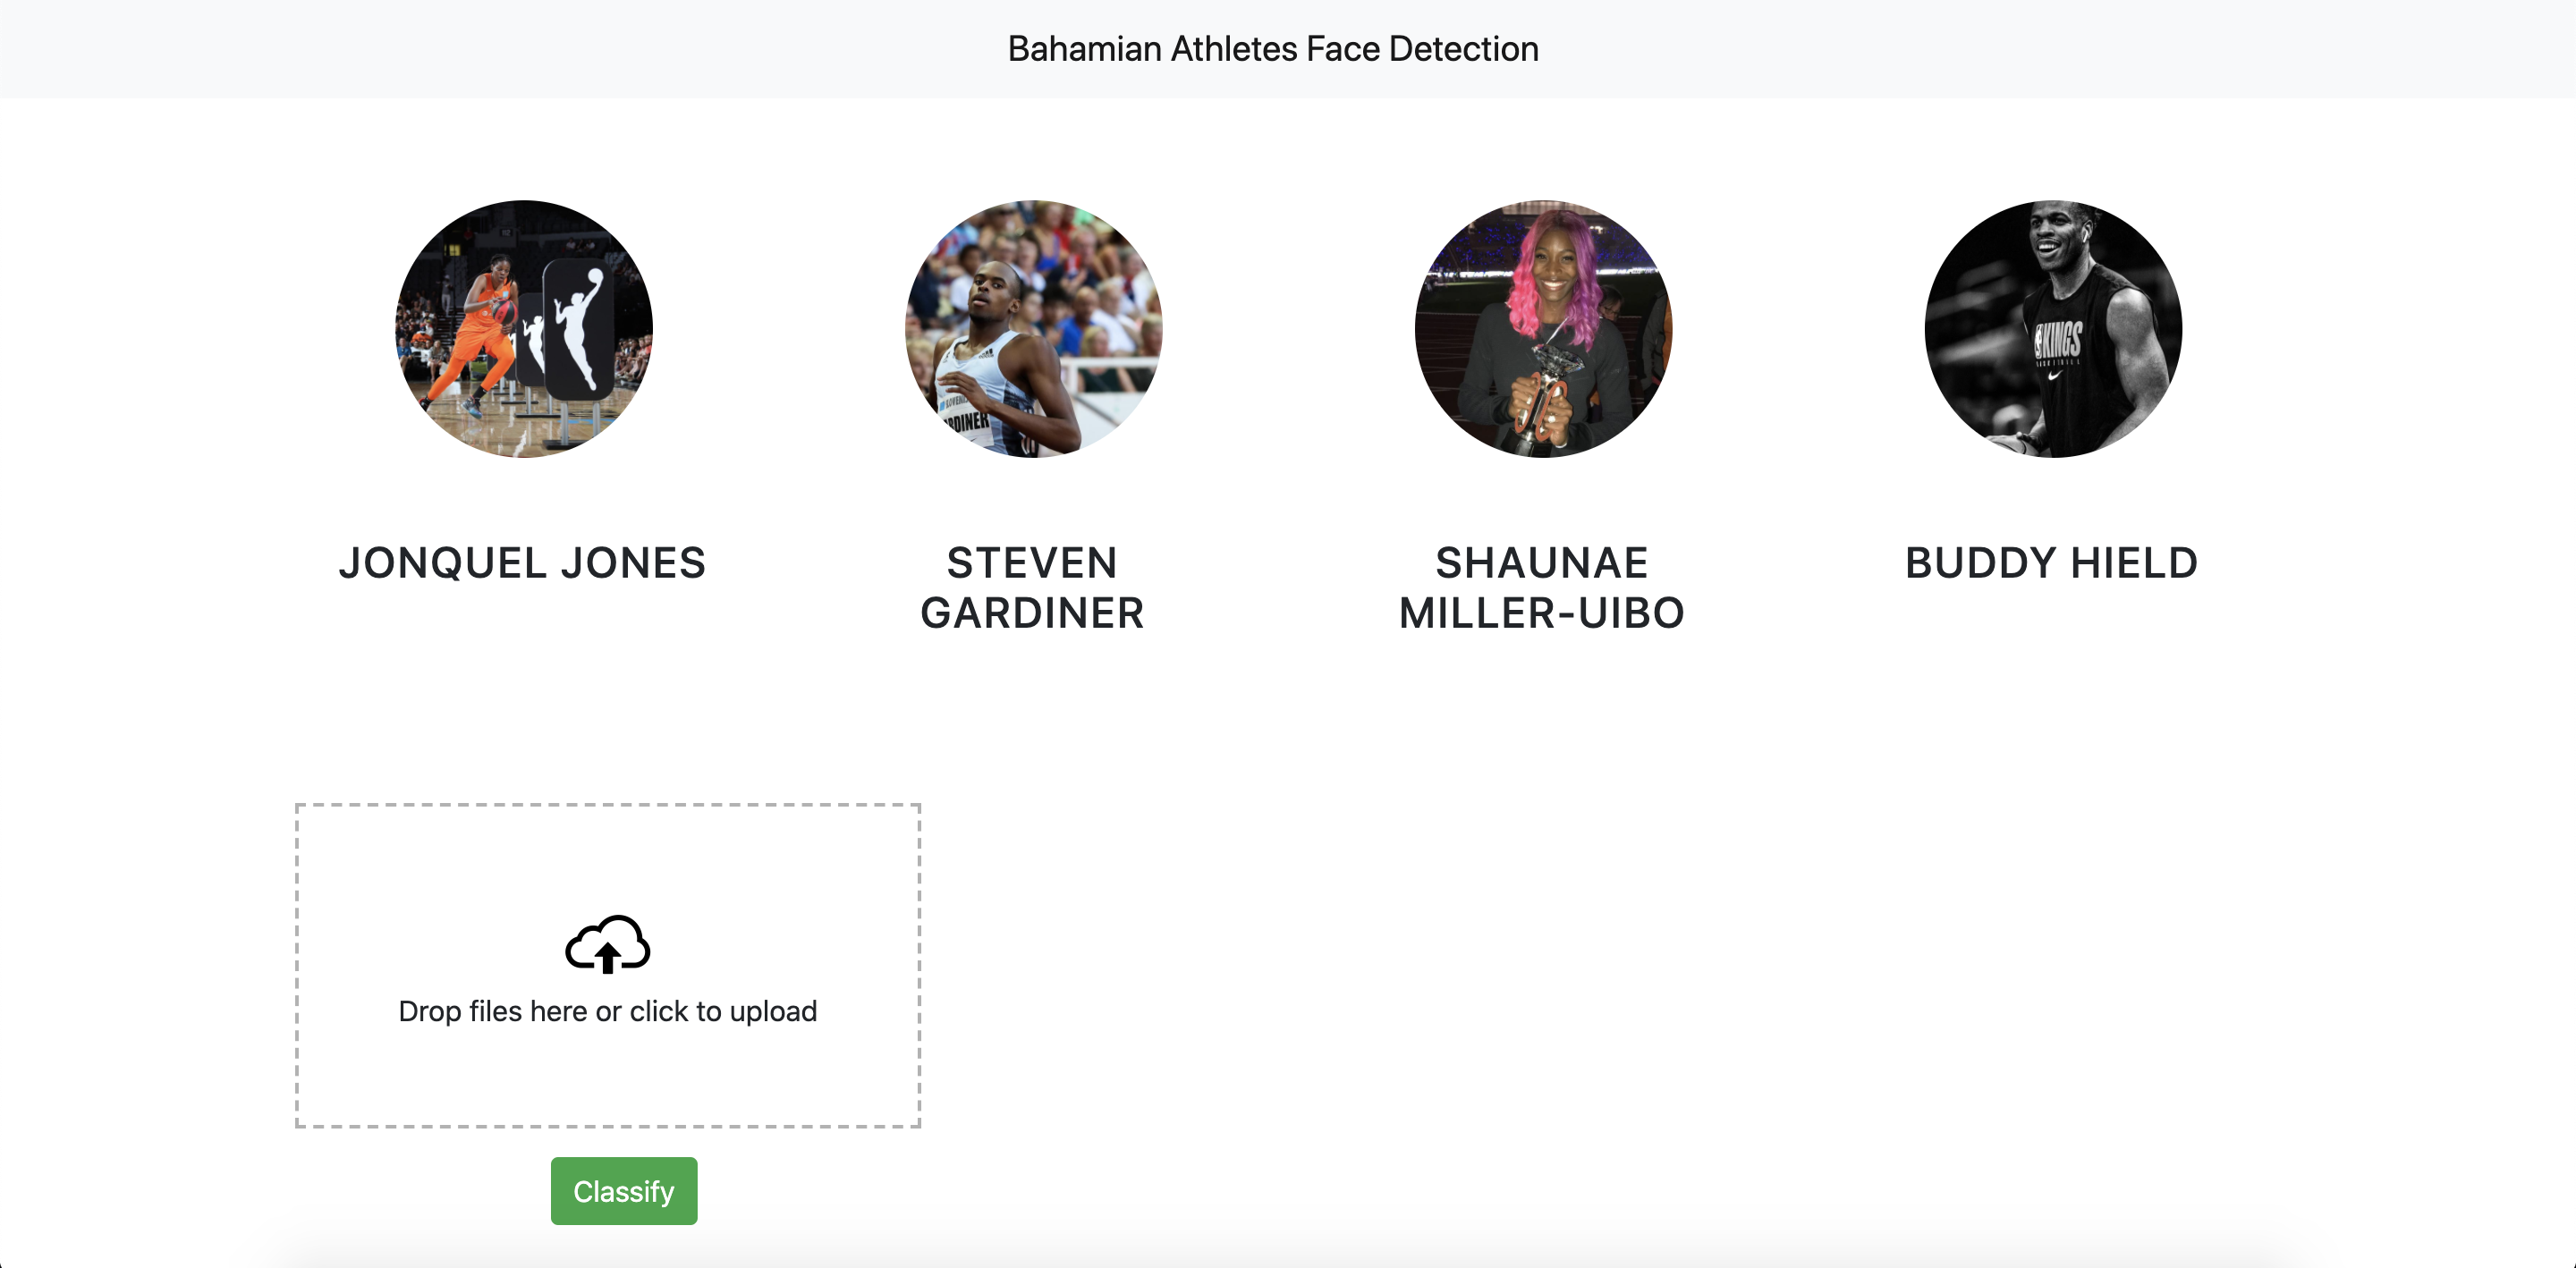 Bahamian Athletes Face Detection
KINGS
JONQUEL JONES
STEVEN
GARDINER
SHAUNAE
MILLER-UIBO
BUDDY HIELD
Drop files here or click to upload
Classify